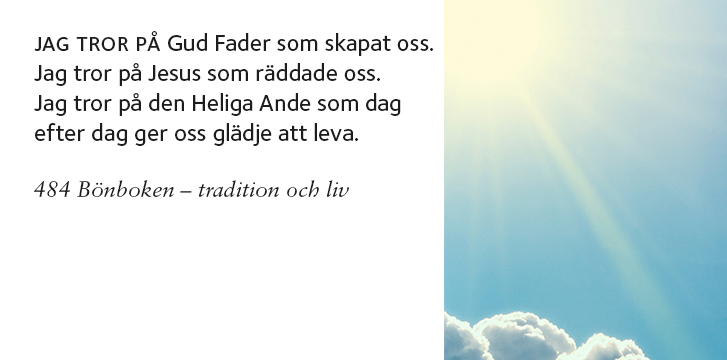 JAG TROR PÅ Gud Fader som skapat oss.
Jag tror på Jesus som räddade oss.
Jag tror på den Heliga Ande som dag
efter dag ger oss glädje att leva.
484 Bönboken – tradition och liv